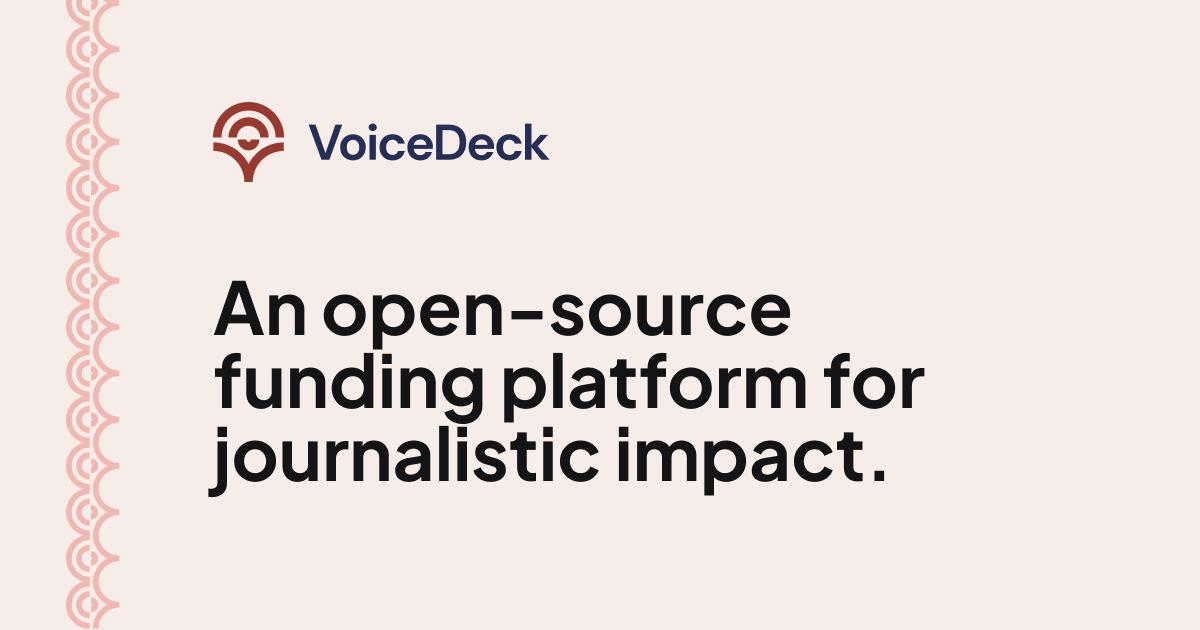 VoiceDeck
An open-source
funding platform for
journalistic impact.